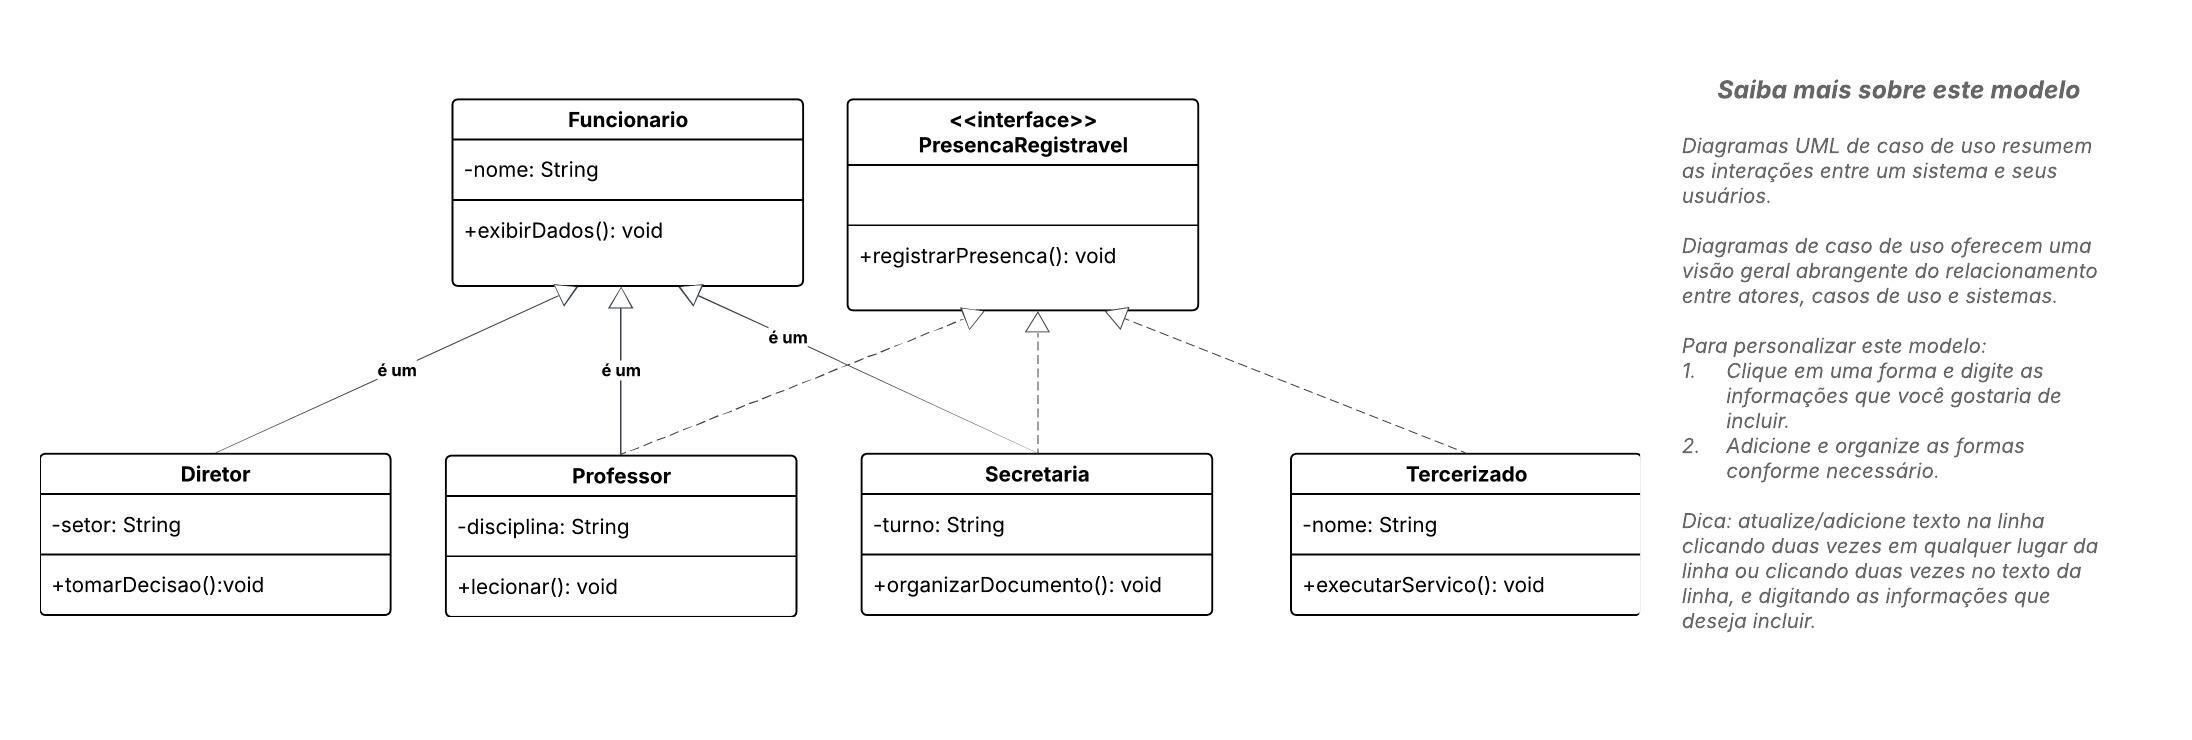 Funcionario
-nome: String
+exibirDados(): void
<<interface>>
PresencaRegistravel
+registrarPresenca(): void
é um
é um
é um
Diretor
-setor: String
+tomarDecisao():void
Professor
-disciplina: String
+lecionar(): void
Secretaria
-turno: String
+organizarDocumento(): void
Tercerizado
-nome: String
+executarServico(): void
Saiba mais sobre este modelo
Diagramas UML de caso de uso resumem
as interações entre um sistema e seus
usuários.
Diagramas de caso de uso oferecem uma
visão geral abrangente do relacionamento
entre atores, casos de uso e sistemas.
Para personalizar este modelo:
1. Clique em uma forma e digite as
informações que você gostaria de
incluir.
2. Adicione e organize as formas
conforme necessário.
Dica: atualize/adicione texto na linha
clicando duas vezes em qualquer lugar da
linha ou clicando duas vezes no texto da
linha, e digitando as informações que
deseja incluir.